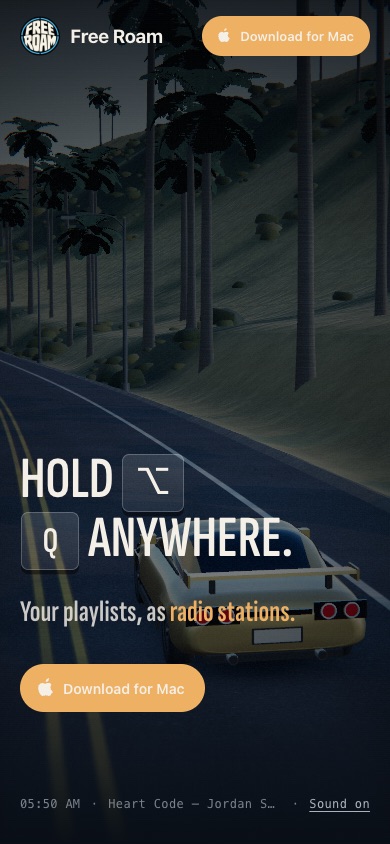 FREE ROAM Free Roam
Download for Mac
HOLD ⌥
Q ANYWHERE.
Your playlists, as radio stations.
Download for Mac
05:50 AM · Heart Code — Jordan S… · Sound on